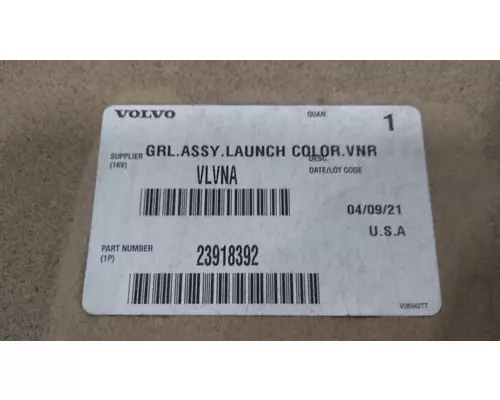 VOLVO
QUAN. 1
GRL.ASSY.LAUNCH COLOR.VNR
SUPPLIER DESC.
(16V) VLVNA DATE/LOT CODE
04/09/21
U.S.A
PART NUMBER
(1P) 23918392